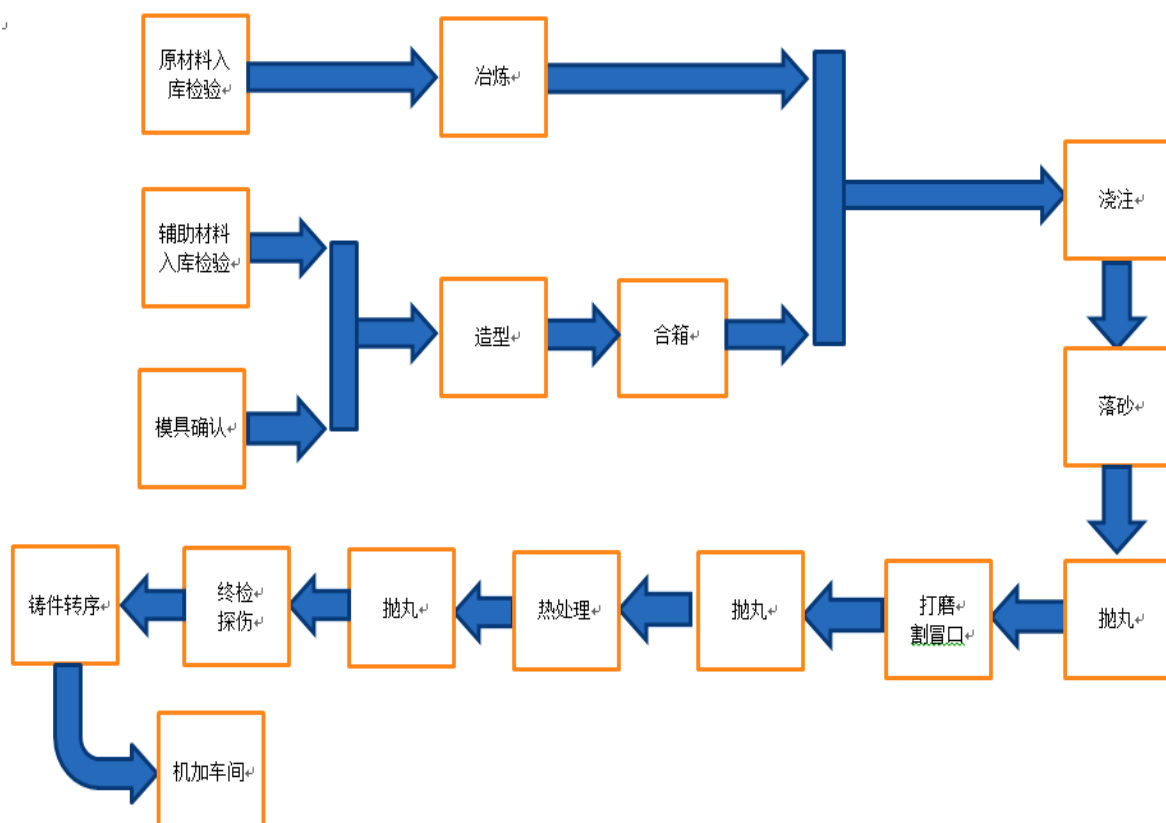 原材料入
库检验
冶炼
辅助材料
入库检验
模具确认
造型
合箱
浇注
落砂
抛丸
打磨
割冒口
抛丸
热处理
抛丸
终检
探伤
铸件转序
机加车间